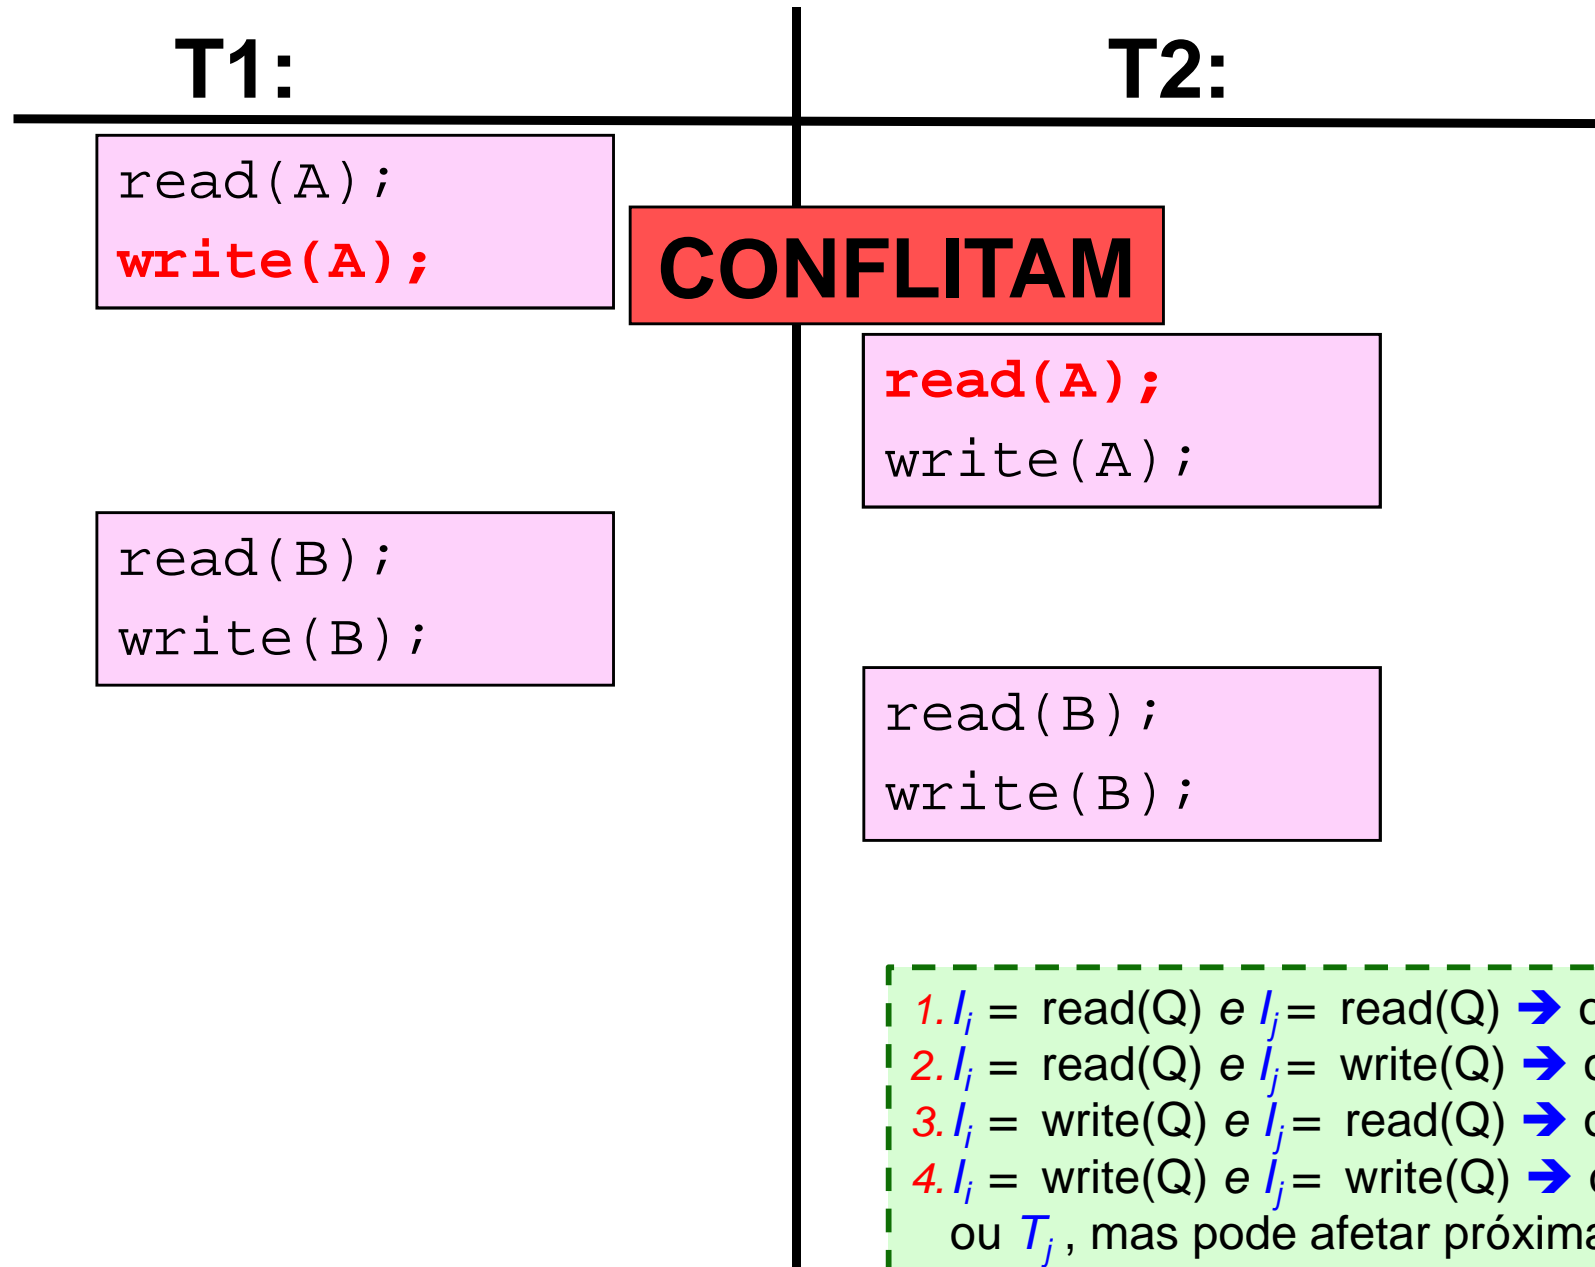 T1:
T2:
read(A);
write(A);
CONFLITAM
read(A);
write(A);
read(B);
write(B);
read(B);
write(B);
1. Ii = read(Q) e Ij = read(Q) ➔
2. Ii = read(Q) e Ij = write(Q) ➔
3. Ii = write(Q) e Ij = read(Q) ➔
4. Ii = write(Q) e Ij = write(Q) ➔
ou Tj , mas pode afetar